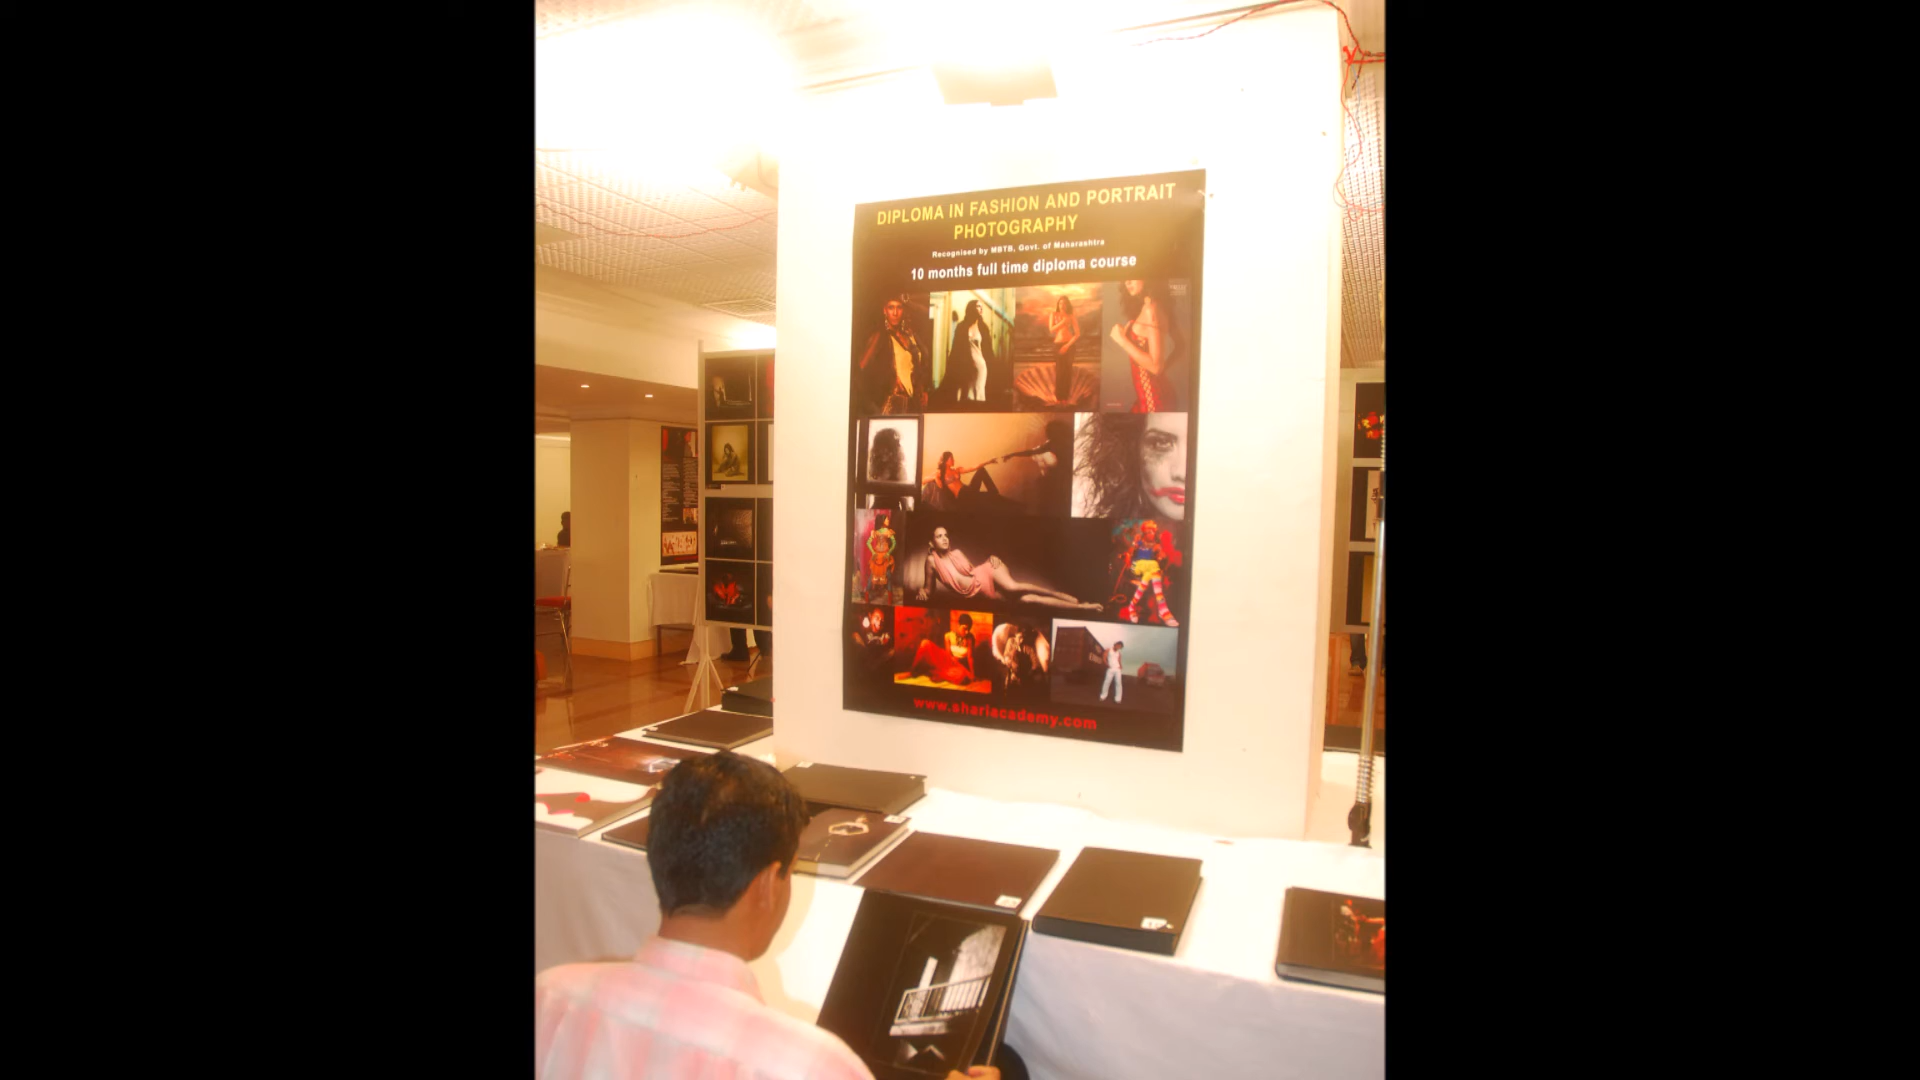 DIPLOMA IN FASHION AND PORTRAIT
PHOTOGRAPHY
Recognised by MBTB, Govt. of Maharashtra
10 months full time diploma course
www.shariacademy.com